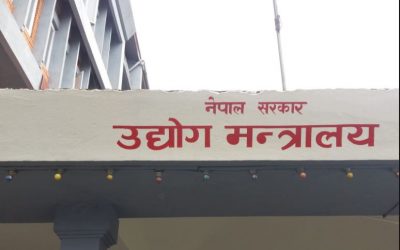 नेपाल सरकार
उद्योग मन्त्रालय